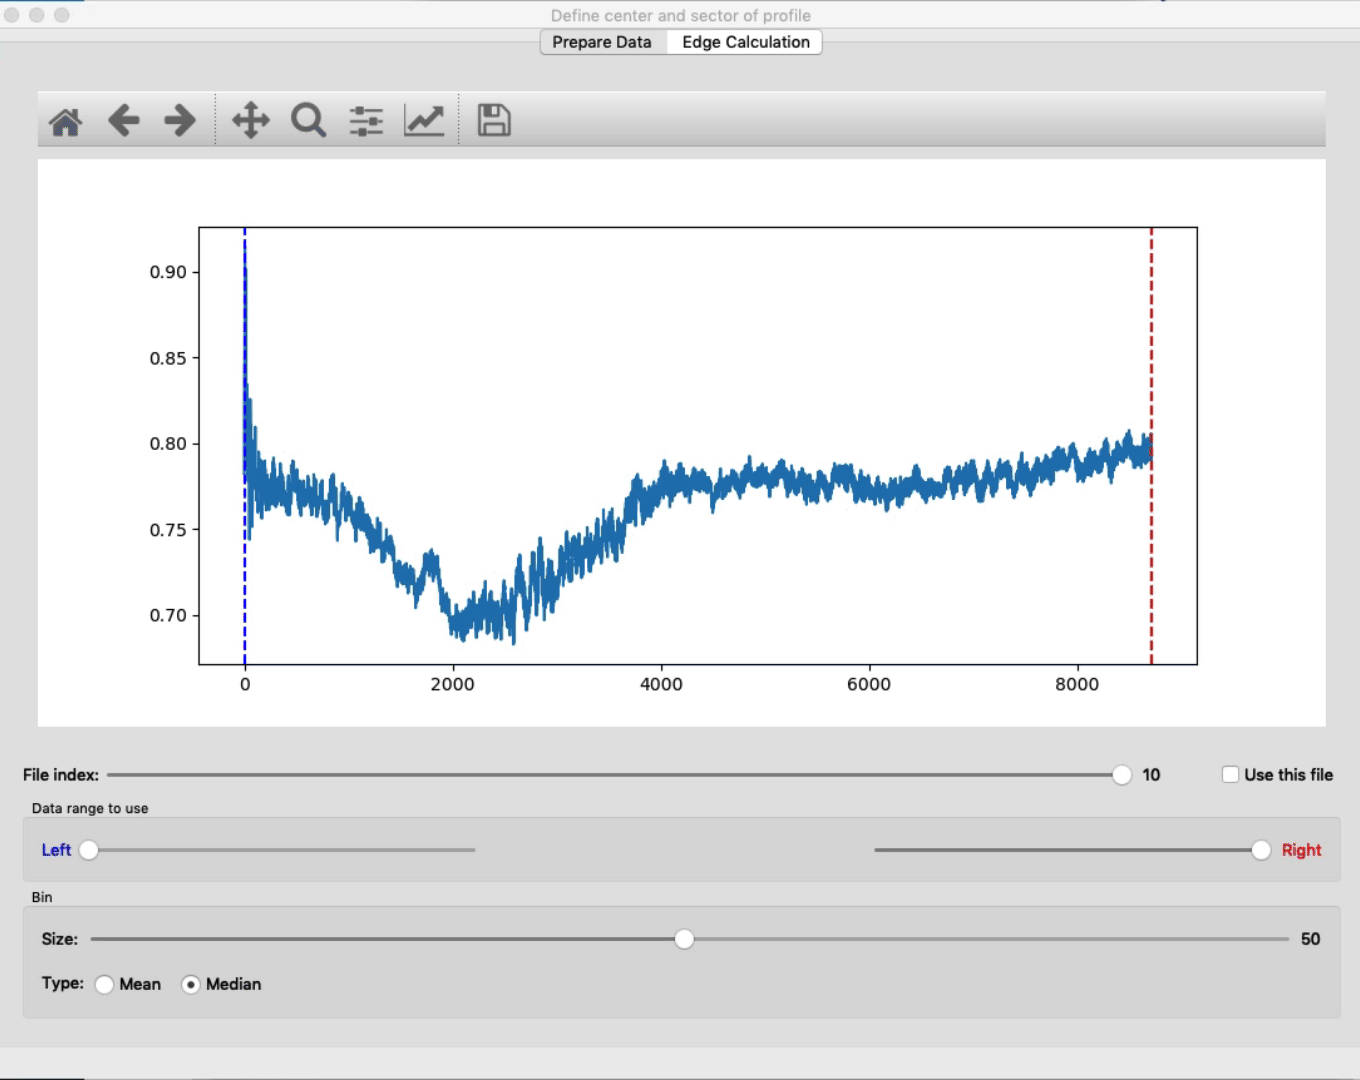 Define center and sector of profile
Prepare Data Edge Calculation
0.90
0.85
0.80
0.75
0.70
0 2000 4000 6000 8000
File index: 10 Use this file
Data range to use
Left Right
Bin
Size: 50
Type: Mean Median